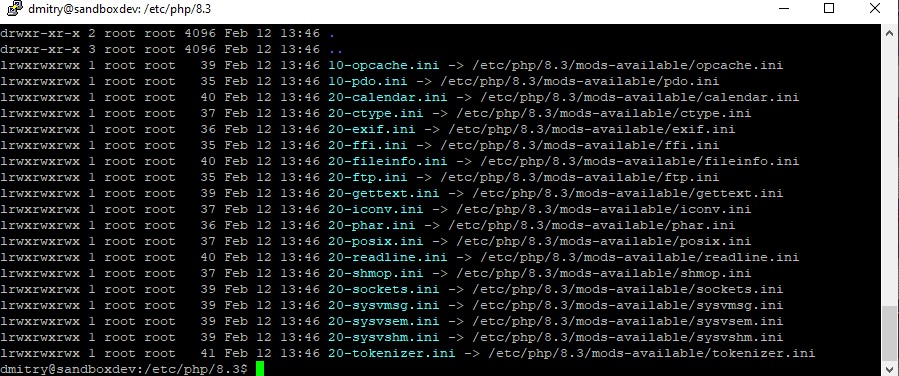 dmitry@sandboxdev: /etc/php/8.3
drwxr-xr-x 2 root root 4096 Feb 12 13:46 .
drwxr-xr-x 3 root root 4096 Feb 12 13:46 ..
lrwxrwxrwx 1 root root   39 Feb 12 13:46 10-opcache.ini -> /etc/php/8.3/mods-available/opcache.ini
lrwxrwxrwx 1 root root   35 Feb 12 13:46 10-pdo.ini -> /etc/php/8.3/mods-available/pdo.ini
lrwxrwxrwx 1 root root   40 Feb 12 13:46 20-calendar.ini -> /etc/php/8.3/mods-available/calendar.ini
lrwxrwxrwx 1 root root   37 Feb 12 13:46 20-ctype.ini -> /etc/php/8.3/mods-available/ctype.ini
lrwxrwxrwx 1 root root   36 Feb 12 13:46 20-exif.ini -> /etc/php/8.3/mods-available/exif.ini
lrwxrwxrwx 1 root root   35 Feb 12 13:46 20-ffi.ini -> /etc/php/8.3/mods-available/ffi.ini
lrwxrwxrwx 1 root root   40 Feb 12 13:46 20-fileinfo.ini -> /etc/php/8.3/mods-available/fileinfo.ini
lrwxrwxrwx 1 root root   35 Feb 12 13:46 20-ftp.ini -> /etc/php/8.3/mods-available/ftp.ini
lrwxrwxrwx 1 root root   39 Feb 12 13:46 20-gettext.ini -> /etc/php/8.3/mods-available/gettext.ini
lrwxrwxrwx 1 root root   37 Feb 12 13:46 20-iconv.ini -> /etc/php/8.3/mods-available/iconv.ini
lrwxrwxrwx 1 root root   36 Feb 12 13:46 20-phar.ini -> /etc/php/8.3/mods-available/phar.ini
lrwxrwxrwx 1 root root   37 Feb 12 13:46 20-posix.ini -> /etc/php/8.3/mods-available/posix.ini
lrwxrwxrwx 1 root root   40 Feb 12 13:46 20-readline.ini -> /etc/php/8.3/mods-available/readline.ini
lrwxrwxrwx 1 root root   37 Feb 12 13:46 20-shmop.ini -> /etc/php/8.3/mods-available/shmop.ini
lrwxrwxrwx 1 root root   39 Feb 12 13:46 20-sockets.ini -> /etc/php/8.3/mods-available/sockets.ini
lrwxrwxrwx 1 root root   39 Feb 12 13:46 20-sysvmsg.ini -> /etc/php/8.3/mods-available/sysvmsg.ini
lrwxrwxrwx 1 root root   39 Feb 12 13:46 20-sysvsem.ini -> /etc/php/8.3/mods-available/sysvsem.ini
lrwxrwxrwx 1 root root   39 Feb 12 13:46 20-sysvshm.ini -> /etc/php/8.3/mods-available/sysvshm.ini
lrwxrwxrwx 1 root root   41 Feb 12 13:46 20-tokenizer.ini -> /etc/php/8.3/mods-available/tokenizer.ini
dmitry@sandboxdev:/etc/php/8.3$